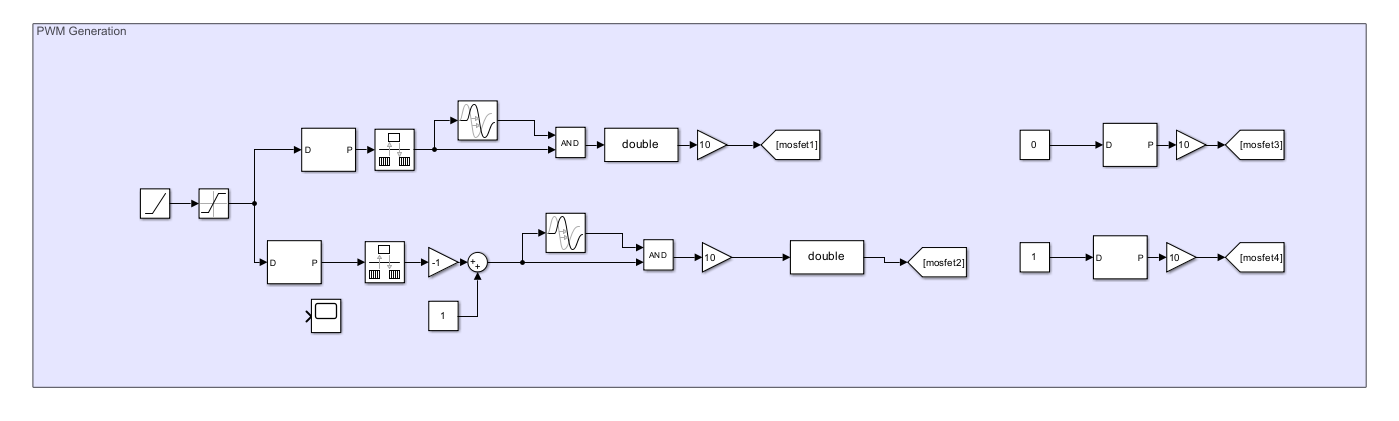 PWM Generation
D P
AND
double
10
[mosfet1]
0
D P
10
[mosfet3]
D P
-1
+
+
AND
10
double
[mosfet2]
1
D P
10
[mosfet4]
1